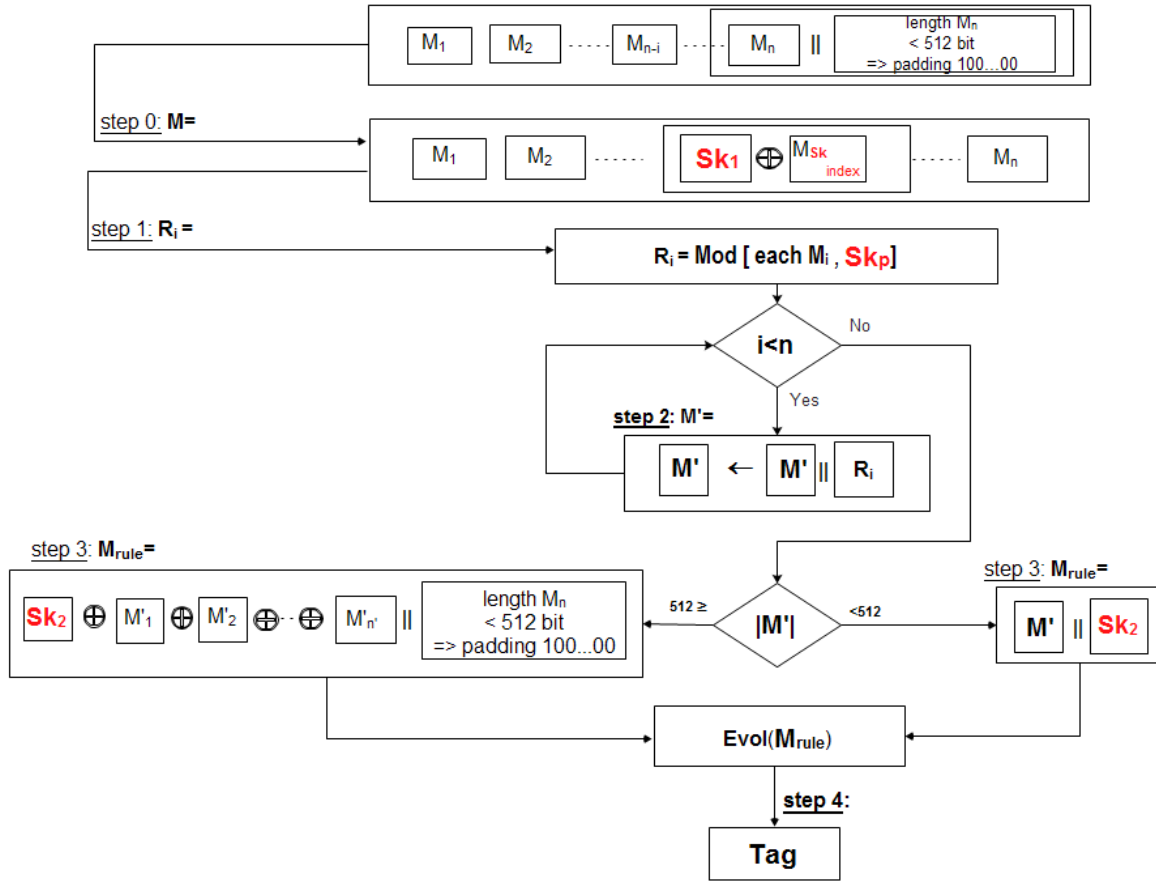 M1 M2 ...... Mn-i ...... Mn || length Mn
< 512 bit
=> padding 100...00
step 0: M=
M1 M2 ...... Sk1 ⊕ MSk index ...... Mn
step 1: Ri =
Ri = Mod [ each Mi , Skp]
i<n
No
Yes
step 2: M'=
M' ← M' || Ri
step 3: Mrule=
Sk2 ⊕ M'1 ⊕ M'2 ⊕ .. ⊕ M'n' || length Mn
< 512 bit
=> padding 100...00
512 ≥
|M'|
<512
step 3: Mrule=
M' || Sk2
Evol(Mrule)
step 4:
Tag